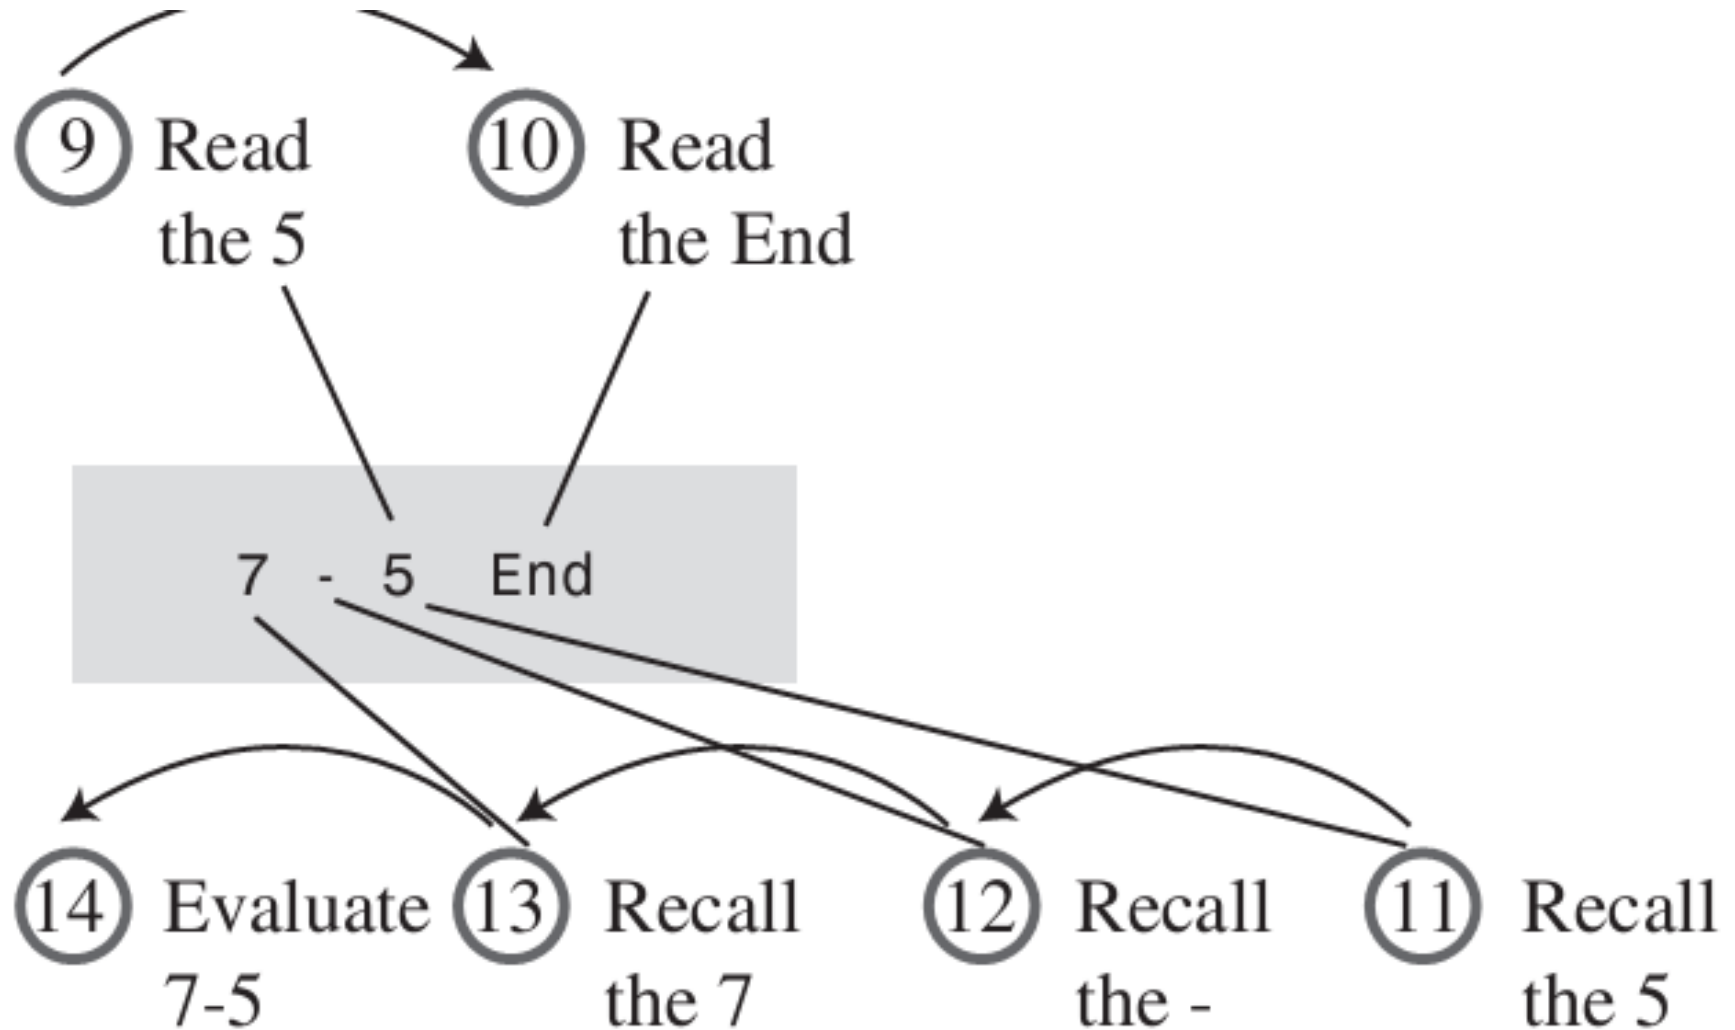 9 Read
the 5
10 Read
the End
7 - 5 End
14 Evaluate
7-5
13 Recall
the 7
12 Recall
the -
11 Recall
the 5